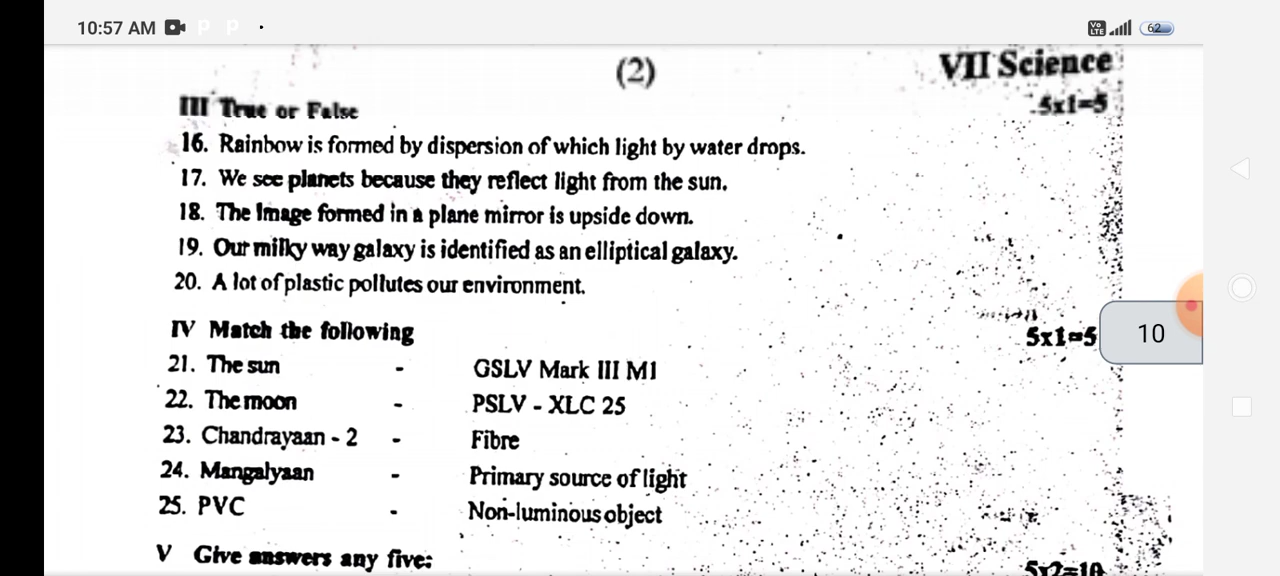 10:57 AM
Vo LTE 62
(2) VII Science
III True or False 5x1=5
16. Rainbow is formed by dispersion of which light by water drops.
17. We see planets because they reflect light from the sun.
18. The Image formed in a plane mirror is upside down.
19. Our milky way galaxy is identified as an elliptical galaxy.
20. A lot of plastic pollutes our environment.
IV Match the following 5x1=5
10
21. The sun - GSLV Mark III M1
22. The moon - PSLV - XLC 25
23. Chandrayaan - 2 - Fibre
24. Mangalyaan - Primary source of light
25. PVC - Non-luminous object
V Give answers any five: 5x2=10